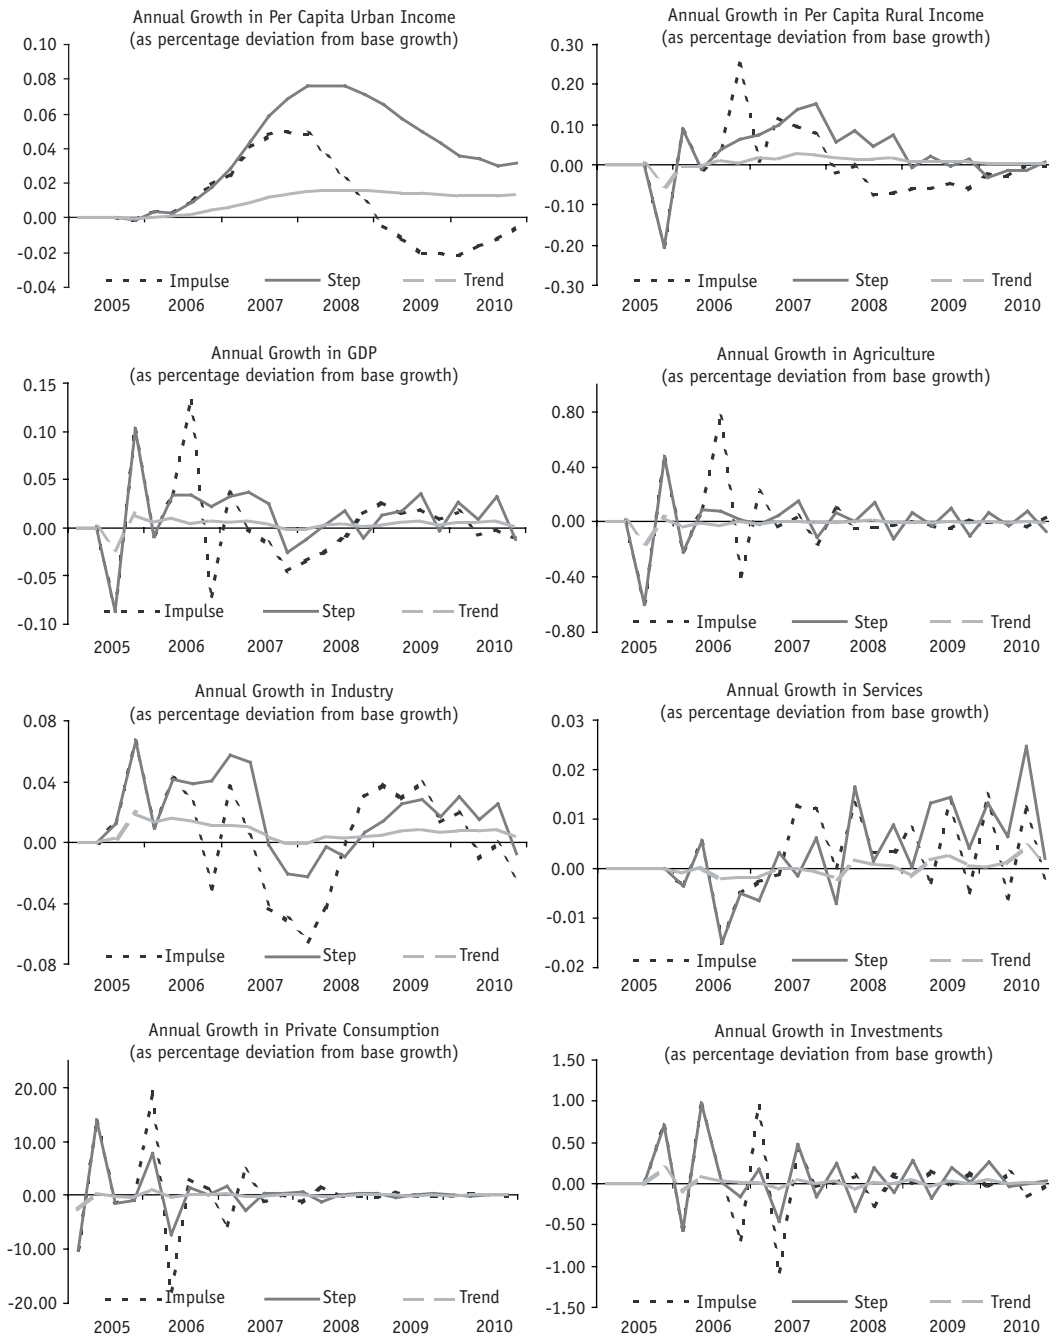 Annual Growth in Per Capita Urban Income
(as percentage deviation from base growth)
0.10
0.08
0.06
0.04
0.02
0.00
-0.02
-0.04
Impulse Step Trend
2005 2006 2007 2008 2009 2010
Annual Growth in Per Capita Rural Income
(as percentage deviation from base growth)
0.30
0.20
0.10
0.00
-0.10
-0.20
-0.30
Impulse Step Trend
2005 2006 2007 2008 2009 2010
Annual Growth in GDP
(as percentage deviation from base growth)
0.15
0.10
0.05
0.00
-0.05
-0.10
Impulse Step Trend
2005 2006 2007 2008 2009 2010
Annual Growth in Agriculture
(as percentage deviation from base growth)
0.80
0.40
0.00
-0.40
-0.80
Impulse Step Trend
2005 2006 2007 2008 2009 2010
Annual Growth in Industry
(as percentage deviation from base growth)
0.08
0.04
0.00
-0.04
-0.08
Impulse Step Trend
2005 2006 2007 2008 2009 2010
Annual Growth in Services
(as percentage deviation from base growth)
0.03
0.02
0.01
0.00
-0.01
-0.02
Impulse Step Trend
2005 2006 2007 2008 2009 2010
Annual Growth in Private Consumption
(as percentage deviation from base growth)
20.00
10.00
0.00
-10.00
-20.00
Impulse Step Trend
2005 2006 2007 2008 2009 2010
Annual Growth in Investments
(as percentage deviation from base growth)
1.50
1.00
0.50
0.00
-0.50
-1.00
-1.50
Impulse Step Trend
2005 2006 2007 2008 2009 2010